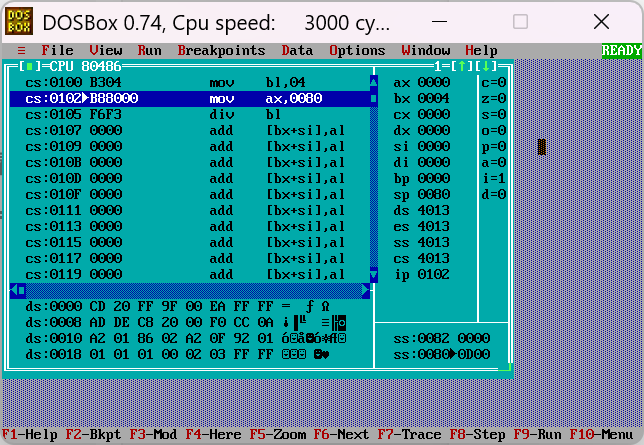 DOS BOX DOSBox 0.74, Cpu speed: 3000 cy...
≡ File View Run Breakpoints Data Options Window Help READY
[■]=CPU 80486 1=[↑][↓]
cs:0100 B304 mov bl,04 ax 0000 c=0
cs:0102►B88000 mov ax,0080 bx 0004 z=0
cs:0105 F6F3 div bl cx 0000 s=0
cs:0107 0000 add [bx+si],al dx 0000 o=0
cs:0109 0000 add [bx+si],al si 0000 p=0
cs:010B 0000 add [bx+si],al di 0000 a=0
cs:010D 0000 add [bx+si],al bp 0000 i=1
cs:010F 0000 add [bx+si],al sp 0080 d=0
cs:0111 0000 add [bx+si],al ds 4013
cs:0113 0000 add [bx+si],al es 4013
cs:0115 0000 add [bx+si],al ss 4013
cs:0117 0000 add [bx+si],al cs 4013
cs:0119 0000 add [bx+si],al ip 0102
ds:0000 CD 20 FF 9F 00 EA FF FF = ƒ Ω
ds:0008 AD DE C8 20 00 F0 CC 0A
ds:0010 A2 01 86 02 A2 0F 92 01 ss:0082 0000
ds:0018 01 01 01 00 02 03 FF FF ss:0080►0D00
F1-Help F2-Bkpt F3-Mod F4-Here F5-Zoom F6-Next F7-Trace F8-Step F9-Run F10-Menu